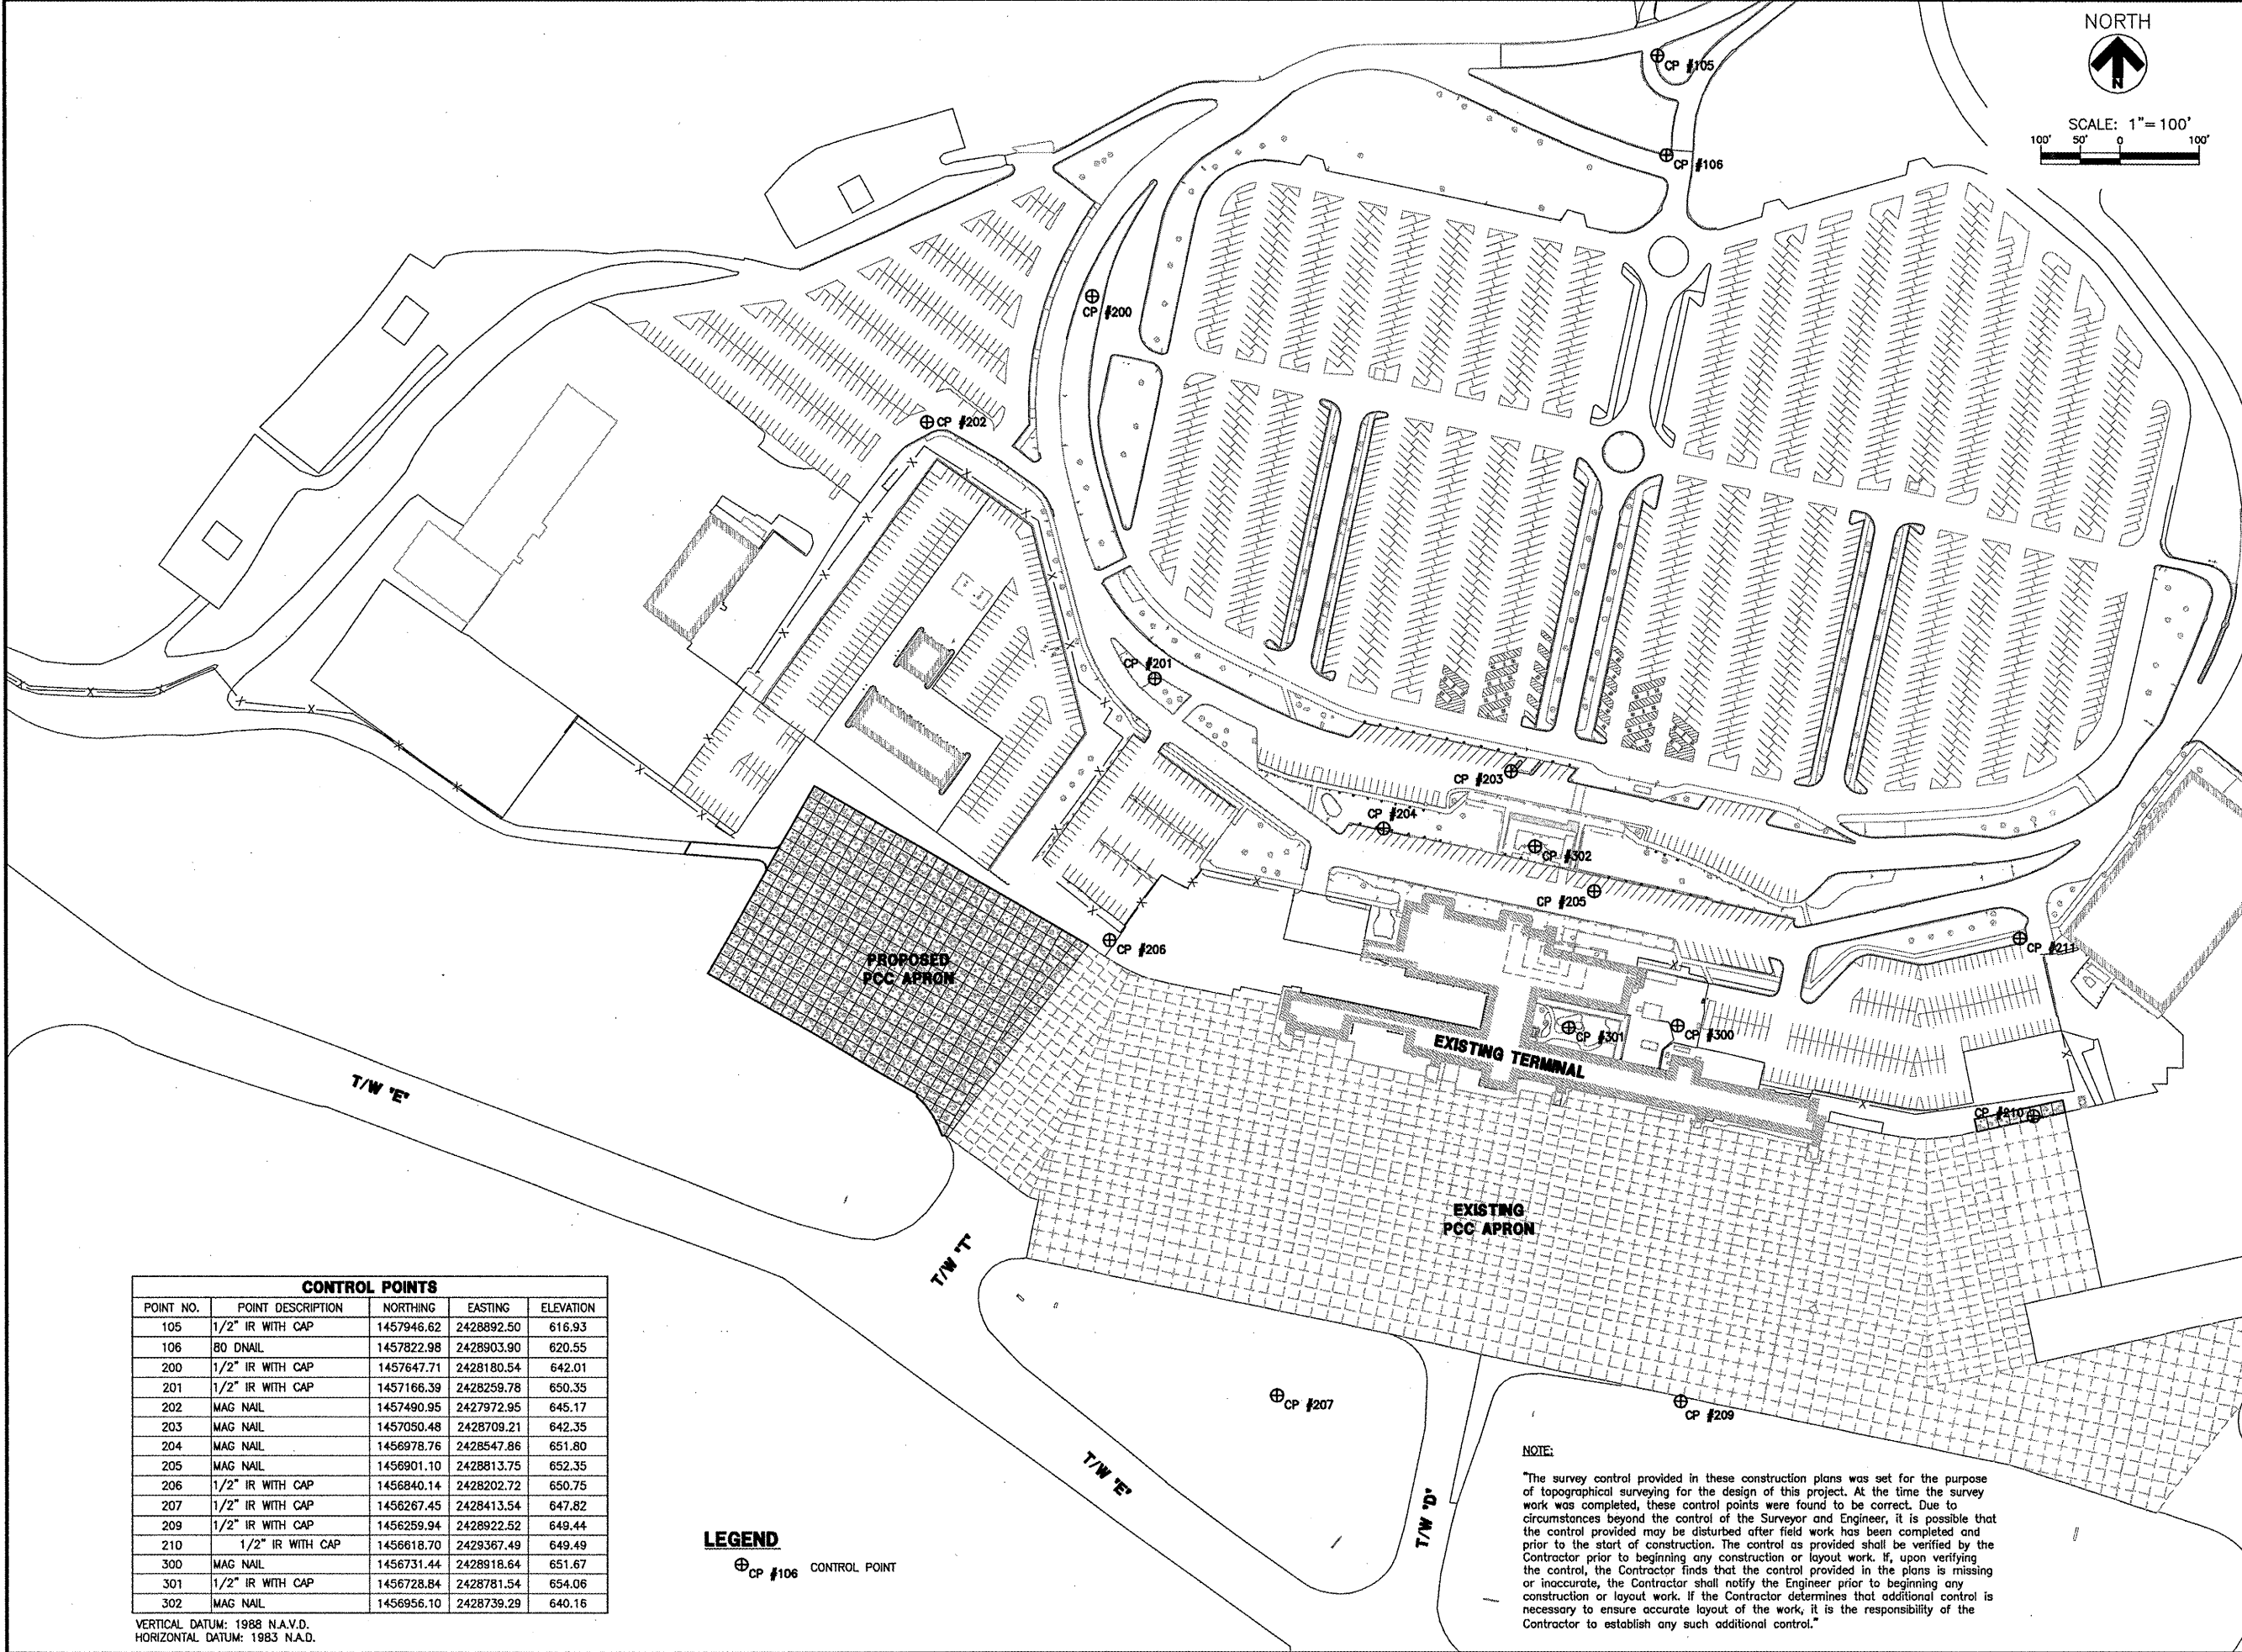 NORTH
N
SCALE: 1"=100'
100' 50' 0 100'
CP #105
CP #106
CP #200
CP #202
CP #201
CP #203
CP #204
CP #302
CP #205
CP #206
CP #211
PROPOSED
PCC APRON
CP #301
CP #300
EXISTING TERMINAL
T/W "E"
CP #210
EXISTING
PCC APRON
T/W "T"
CP #207
CP #209
T/W "E"
T/W "D"
CONTROL POINTS
POINT NO. POINT DESCRIPTION NORTHING EASTING ELEVATION
105 1/2" IR WITH CAP 1457946.62 2428892.50 616.93
106 80 DNAIL 1457822.98 2428903.90 620.55
200 1/2" IR WITH CAP 1457647.71 2428180.54 642.01
201 1/2" IR WITH CAP 1457166.39 2428259.78 650.35
202 MAG NAIL 1457490.95 2427972.95 645.17
203 MAG NAIL 1457050.48 2428709.21 642.35
204 MAG NAIL 1456978.76 2428547.86 651.80
205 MAG NAIL 1456901.10 2428813.75 652.35
206 1/2" IR WITH CAP 1456840.14 2428202.72 650.75
207 1/2" IR WITH CAP 1456267.45 2428413.54 647.82
209 1/2" IR WITH CAP 1456259.94 2428922.52 649.44
210 1/2" IR WITH CAP 1456618.70 2429367.49 649.49
300 MAG NAIL 1456731.44 2428918.64 651.67
301 1/2" IR WITH CAP 1456728.84 2428781.54 654.06
302 MAG NAIL 1456956.10 2428739.29 640.16
VERTICAL DATUM: 1988 N.A.V.D.
HORIZONTAL DATUM: 1983 N.A.D.
LEGEND
CP #106 CONTROL POINT
NOTE:
"The survey control provided in these construction plans was set for the purpose
of topographical surveying for the design of this project. At the time the survey
work was completed, these control points were found to be correct. Due to
circumstances beyond the control of the Surveyor and Engineer, it is possible that
the control provided may be disturbed after field work has been completed and
prior to the start of construction. The control as provided shall be verified by the
Contractor prior to beginning any construction or layout work. If, upon verifying
the control, the Contractor finds that the control provided in the plans is missing
or inaccurate, the Contractor shall notify the Engineer prior to beginning any
construction or layout work. If the Contractor determines that additional control is
necessary to ensure accurate layout of the work, it is the responsibility of the
Contractor to establish any such additional control."